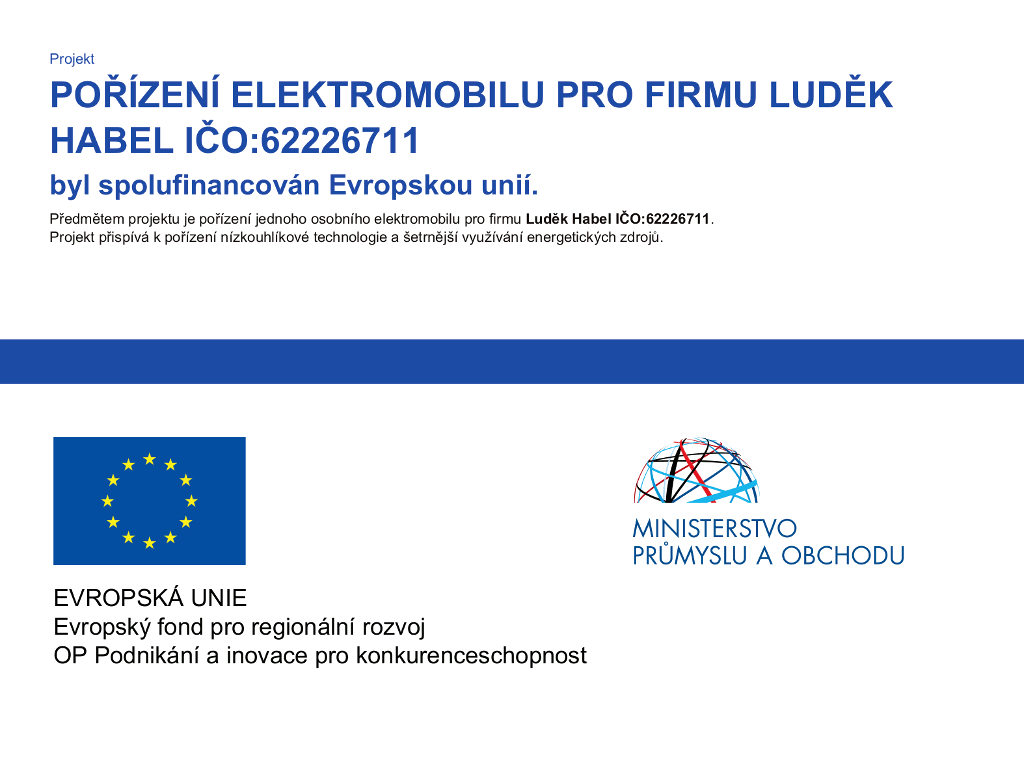 Projekt
POŘÍZENÍ ELEKTROMOBILU PRO FIRMU LUDĚK
HABEL IČO:62226711
byl spolufinancován Evropskou unií.
Předmětem projektu je pořízení jednoho osobního elektromobilu pro firmu Luděk Habel IČO:62226711.
Projekt přispívá k pořízení nízkouhlíkové technologie a šetrnější využívání energetických zdrojů.
MINISTERSTVO
PRŮMYSLU A OBCHODU
EVROPSKÁ UNIE
Evropský fond pro regionální rozvoj
OP Podnikání a inovace pro konkurenceschopnost